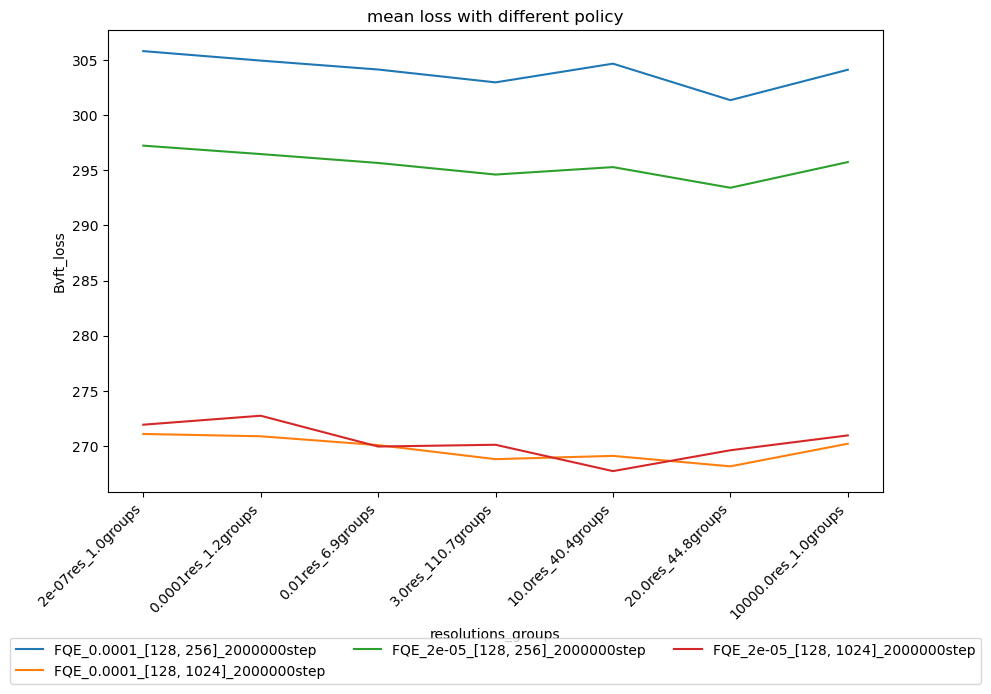 mean loss with different policy
305
300
295
290
285
280
275
270
Bvft_loss
2e-07res_1.0groups
0.0001res_1.2groups
0.01res_6.9groups
3.0res_110.7groups
10.0res_40.4groups
20.0res_44.8groups
10000.0res_1.0groups
resolutions_groups
FQE_0.0001_[128, 256]_2000000step
FQE_0.0001_[128, 1024]_2000000step
FQE_2e-05_[128, 256]_2000000step
FQE_2e-05_[128, 1024]_2000000step